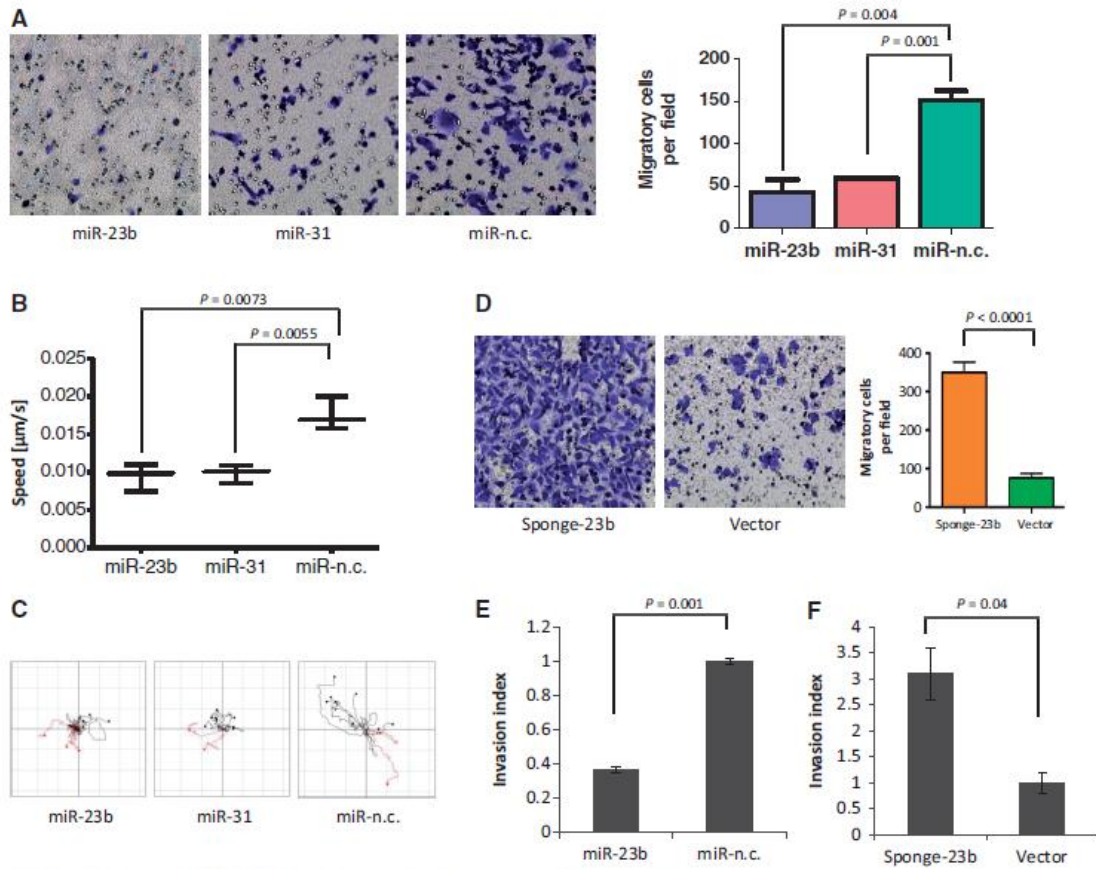 A
miR-23b
miR-31
miR-n.c.
P = 0.004
P = 0.001
Migratory cells
per field
200
150
100
50
0
miR-23b
miR-31
miR-n.c.
B
P = 0.0073
P = 0.0055
Speed [µm/s]
0.025
0.020
0.015
0.010
0.005
0.000
miR-23b
miR-31
miR-n.c.
D
Sponge-23b
Vector
P < 0.0001
Migratory cells
per field
400
300
200
100
0
Sponge-23b
Vector
C
miR-23b
miR-31
miR-n.c.
E
P = 0.001
Invasion index
1.2
1
0.8
0.6
0.4
0.2
0
miR-23b
miR-n.c.
F
P = 0.04
Invasion index
4
3.5
3
2.5
2
1.5
1
0.5
0
Sponge-23b
Vector